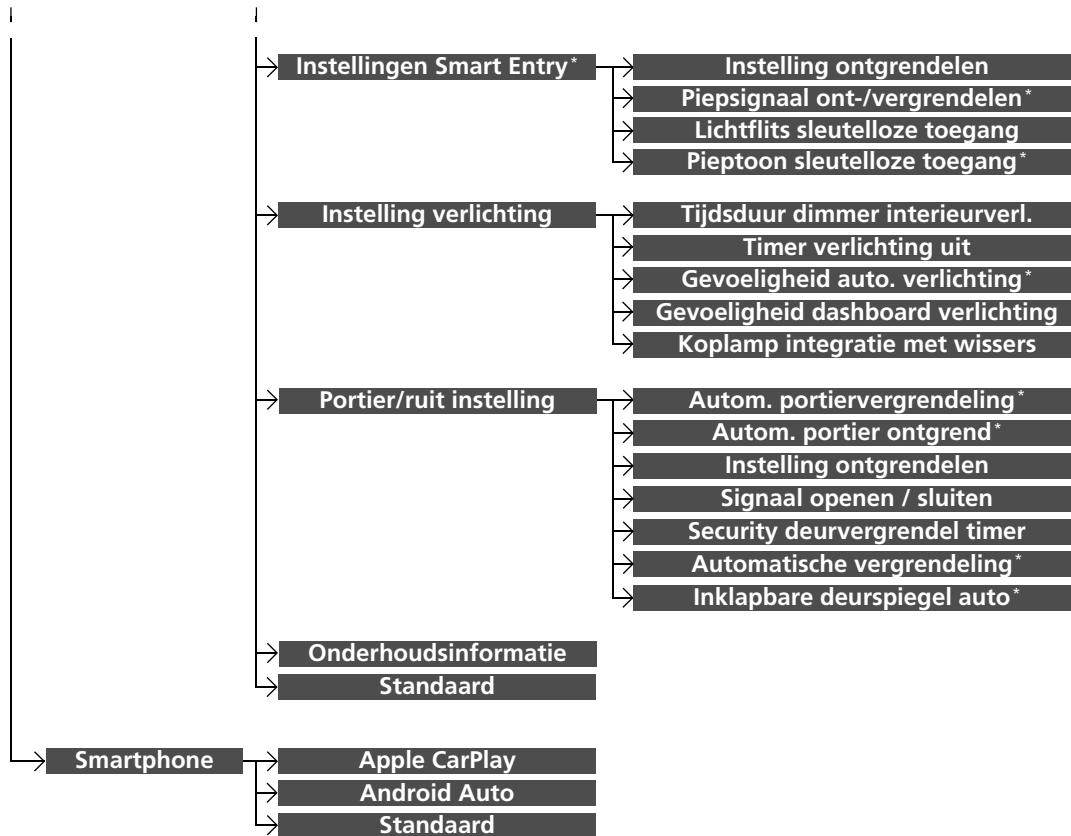 Instellingen Smart Entry*
Instelling ontgrendelen
Piepsignaal ont-/vergrendelen*
Lichtflits sleutelloze toegang
Pieptoon sleutelloze toegang*
Instelling verlichting
Tijdsduur dimmer interieurverl.
Timer verlichting uit
Gevoeligheid auto. verlichting*
Gevoeligheid dashboard verlichting
Koplamp integratie met wissers
Portier/ruit instelling
Autom. portiervergrendeling*
Autom. portier ontgrend*
Instelling ontgrendelen
Signaal openen / sluiten
Security deurvergrendel timer
Automatische vergrendeling*
Inklapbare deurspiegel auto*
Onderhoudsinformatie
Standaard
Smartphone
Apple CarPlay
Android Auto
Standaard